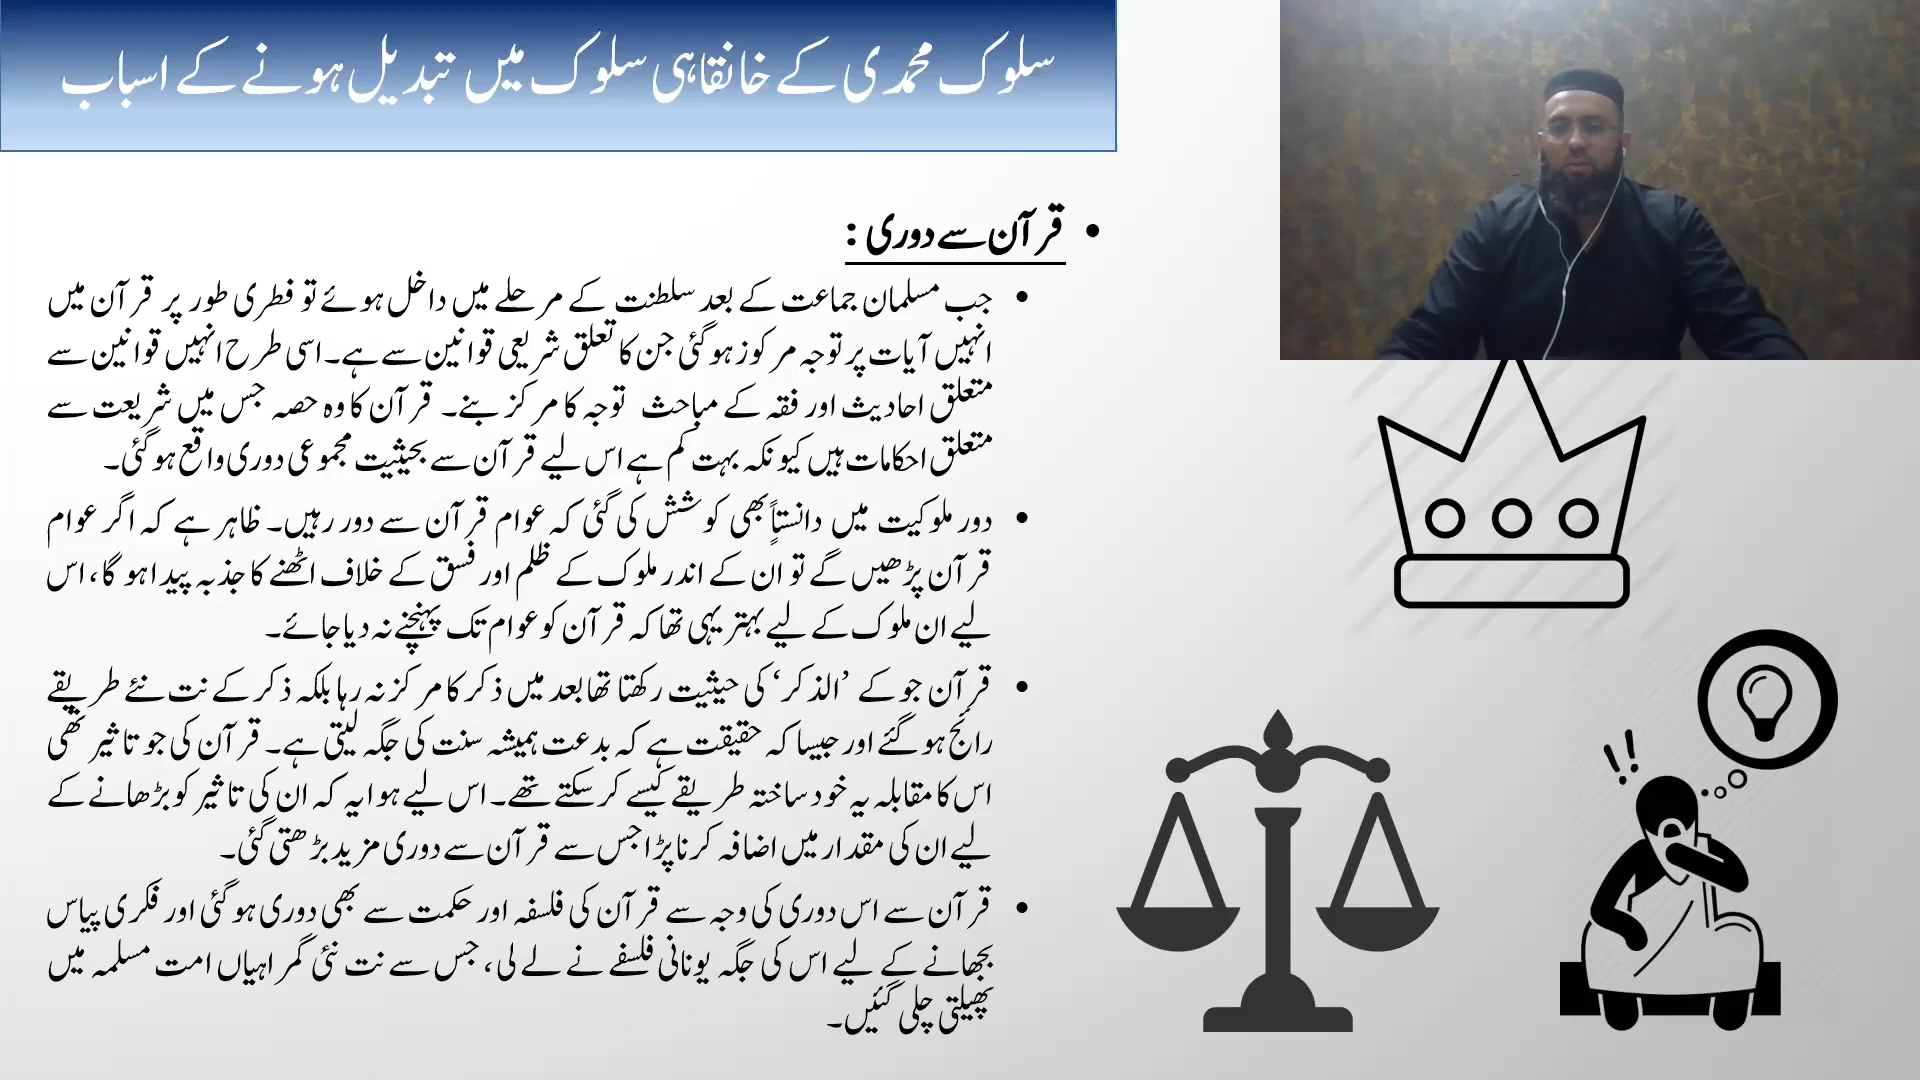 سلوک محمدی کے خانقاہی سلوک میں تبدیل ہونے کے اسباب
• قرآن سے دوری :
• جب مسلمان جماعت کے بعد سلطنت کے مرحلے میں داخل ہوئے تو فطری طور پر قرآن میں
انہیں آیات پر توجہ مرکوز ہوگئی جن کا تعلق شریعی قوانین سے ہے۔ اسی طرح انہیں قوانین سے
متعلق احادیث اور فقہ کے مباحث توجہ کا مرکز بنے۔ قرآن کا وہ حصہ جس میں شریعت سے
متعلق احکامات ہیں کیونکہ بہت کم ہے اس لیے قرآن سے بحیثیت مجموعی دوری واقع ہوگئی۔
• دور ملوکیت میں دانستاً بھی کوشش کی گئی کہ عوام قرآن سے دور رہیں۔ ظاہر ہے کہ اگر عوام
قرآن پڑھیں گے تو ان کے اندر ملوک کے ظلم اور فسق کے خلاف اٹھنے کا جذبہ پیدا ہو گا، اس
لیے ان ملوک کے لیے بہتر یہی تھا کہ قرآن کو عوام تک پہنچنے نہ دیا جائے۔
• قرآن جو کے ’الذکر‘ کی حیثیت رکھتا تھا بعد میں ذکر کا مرکز نہ رہا بلکہ ذکر کے نت نئے طریقے
رائج ہوگئے اور جیسا کہ حقیقت ہے کہ بدعت ہمیشہ سنت کی جگہ لیتی ہے۔ قرآن کی جو تاثیر تھی
اس کا مقابلہ یہ خود ساختہ طریقے کیسے کر سکتے تھے۔ اس لیے ہوا یہ کہ ان کی تاثیر کو بڑھانے کے
لیے ان کی مقدار میں اضافہ کرنا پڑا جس سے قرآن سے دوری مزید بڑھتی گئی۔
• قرآن سے اس دوری کی وجہ سے قرآن کی فلسفہ اور حکمت سے بھی دوری ہوگئی اور فکری پیاس
بجھانے کے لیے اس کی جگہ یونانی فلسفے نے لے لی، جس سے نت نئی گمراہیاں امت مسلمہ میں
پھیلتی چلی گئیں۔